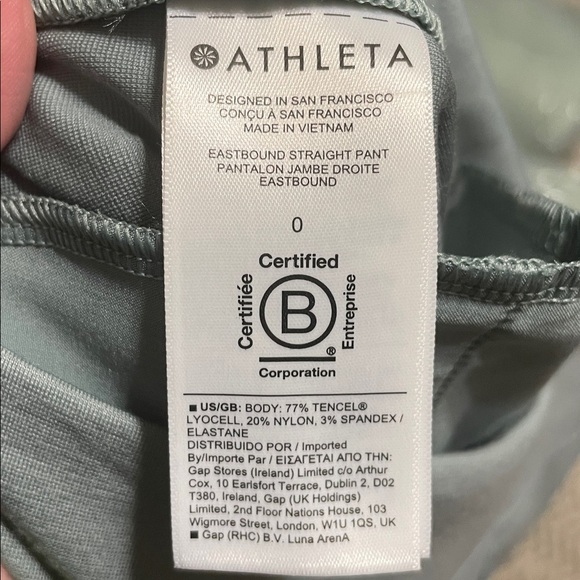 ATHLETA
DESIGNED IN SAN FRANCISCO
CONÇU À SAN FRANCISCO
MADE IN VIETNAM
EASTBOUND STRAIGHT PANT
PANTALON JAMBE DROITE
EASTBOUND
0
Certified
Certifiée
B
®
Entreprise
Corporation
■ US/GB: BODY: 77% TENCEL®
LYOCELL, 20% NYLON, 3% SPANDEX /
ELASTANE
DISTRIBUIDO POR / Imported
By/Importe Par / ΕΙΣΑΓΕΤΑΙ ΑΠΟ ΤΗΝ:
Gap Stores (Ireland) Limited c/o Arthur
Cox, 10 Earlsfort Terrace, Dublin 2, D02
T380, Ireland, Gap (UK Holdings)
Limited, 2nd Floor Nations House, 103
Wigmore Street, London, W1U 1QS, UK
■ Gap (RHC) B.V. Luna ArenA